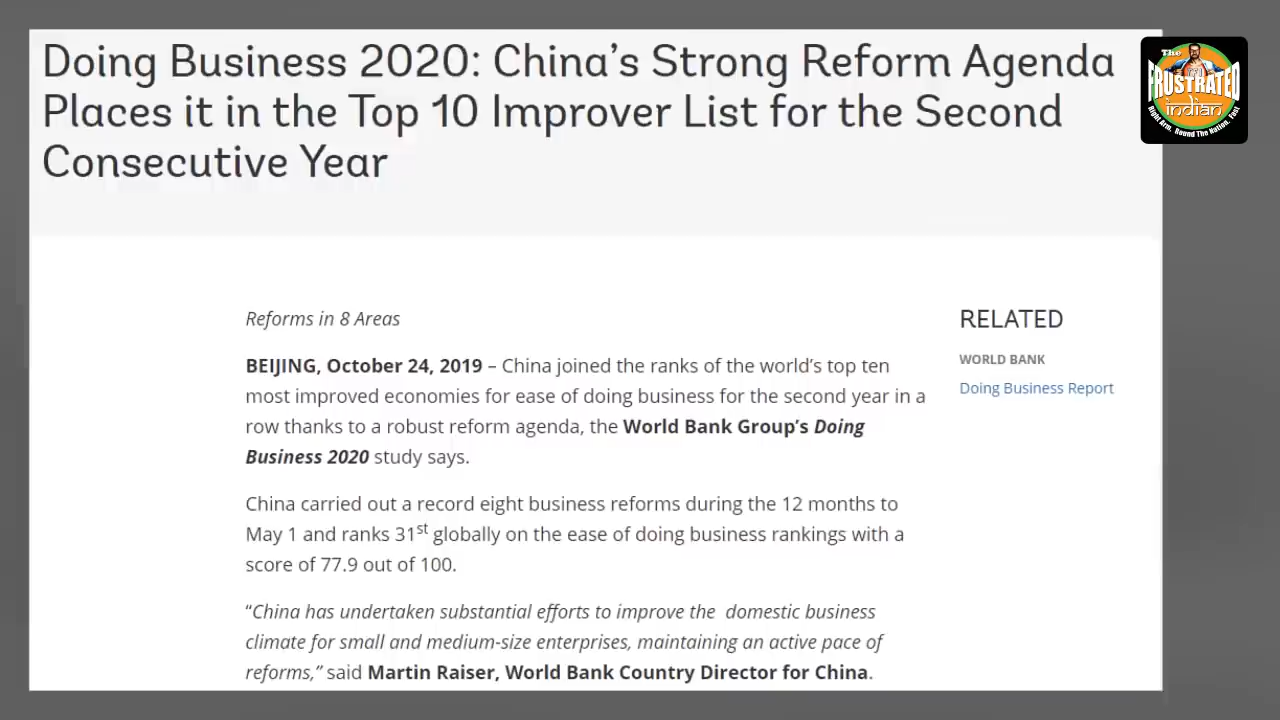 Doing Business 2020: China’s Strong Reform Agenda
Places it in the Top 10 Improver List for the Second
Consecutive Year
The
FRUSTRATED
indian
Right Arm. Round The Nation. Fast
Reforms in 8 Areas
BEIJING, October 24, 2019 – China joined the ranks of the world’s top ten
most improved economies for ease of doing business for the second year in a
row thanks to a robust reform agenda, the World Bank Group’s Doing
Business 2020 study says.
China carried out a record eight business reforms during the 12 months to
May 1 and ranks 31st globally on the ease of doing business rankings with a
score of 77.9 out of 100.
“China has undertaken substantial efforts to improve the  domestic business
climate for small and medium-size enterprises, maintaining an active pace of
reforms,” said Martin Raiser, World Bank Country Director for China.
RELATED
WORLD BANK
Doing Business Report